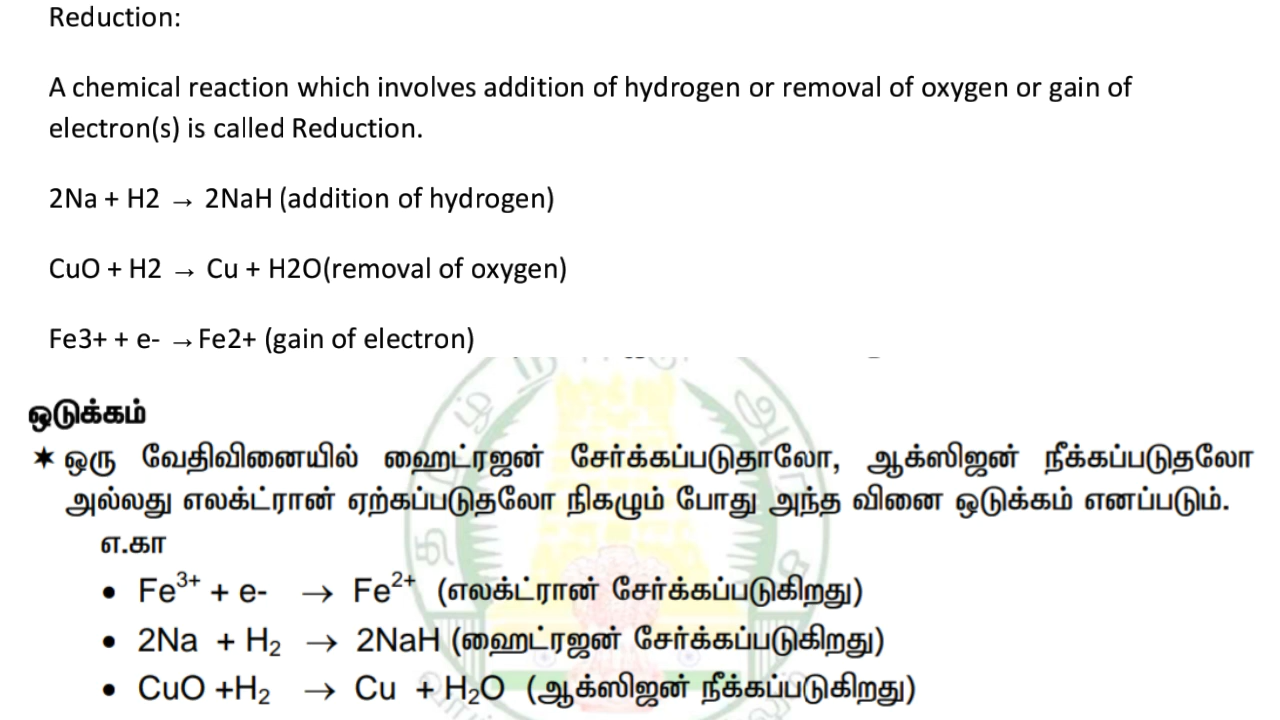 Reduction:
A chemical reaction which involves addition of hydrogen or removal of oxygen or gain of
electron(s) is called Reduction.
2Na + H2 → 2NaH (addition of hydrogen)
CuO + H2 → Cu + H2O(removal of oxygen)
Fe3+ + e- →Fe2+ (gain of electron)
ஒடுக்கம்
✶ ஒரு வேதிவினையில் ஹைட்ரஜன் சேர்க்கப்படுதாலோ, ஆக்ஸிஜன் நீக்கப்படுதலோ
அல்லது எலக்ட்ரான் ஏற்கப்படுதலோ நிகழும் போது அந்த வினை ஒடுக்கம் எனப்படும்.
எ.கா
• Fe³⁺ + e- → Fe²⁺ (எலக்ட்ரான் சேர்க்கப்படுகிறது)
• 2Na + H₂ → 2NaH (ஹைட்ரஜன் சேர்க்கப்படுகிறது)
• CuO +H₂ → Cu + H₂O (ஆக்ஸிஜன் நீக்கப்படுகிறது)